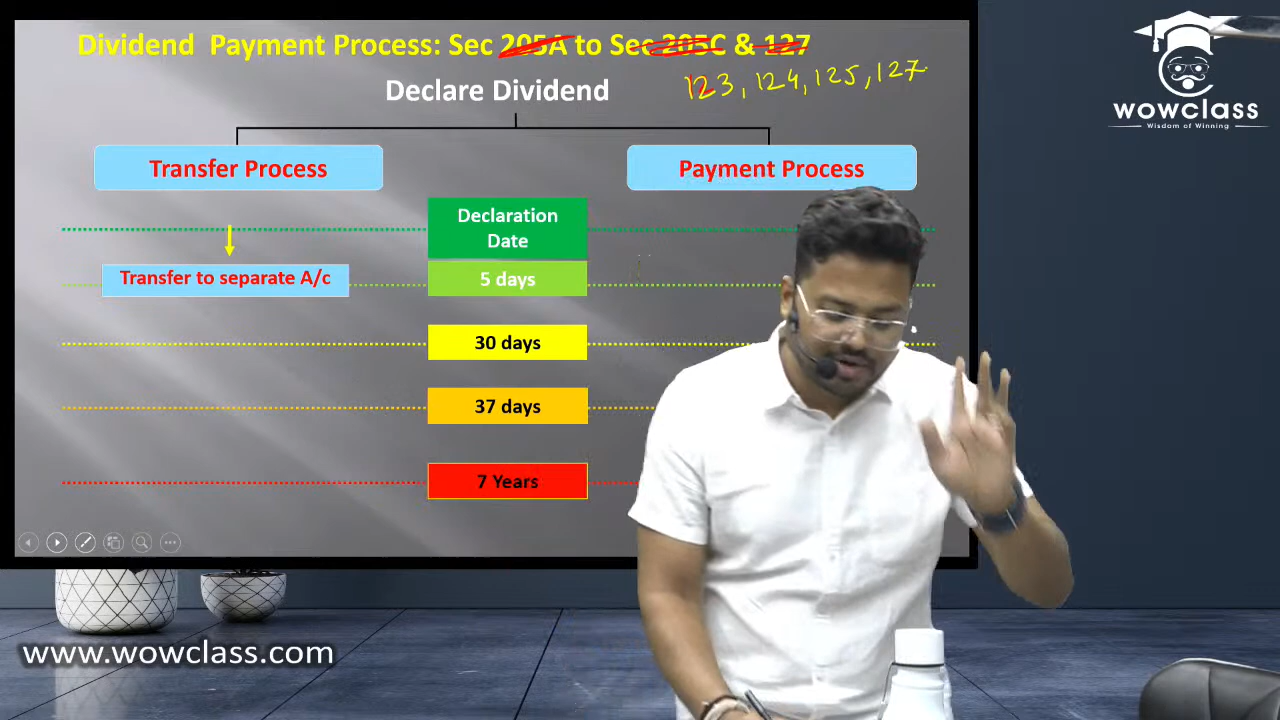 Dividend Payment Process: Sec 205A to Sec 205C & 127
123, 124, 125, 127
Declare Dividend
wowclass
Wisdom of Winning
Transfer Process
Payment Process
Declaration
Date
Transfer to separate A/c
5 days
30 days
37 days
7 Years
www.wowclass.com